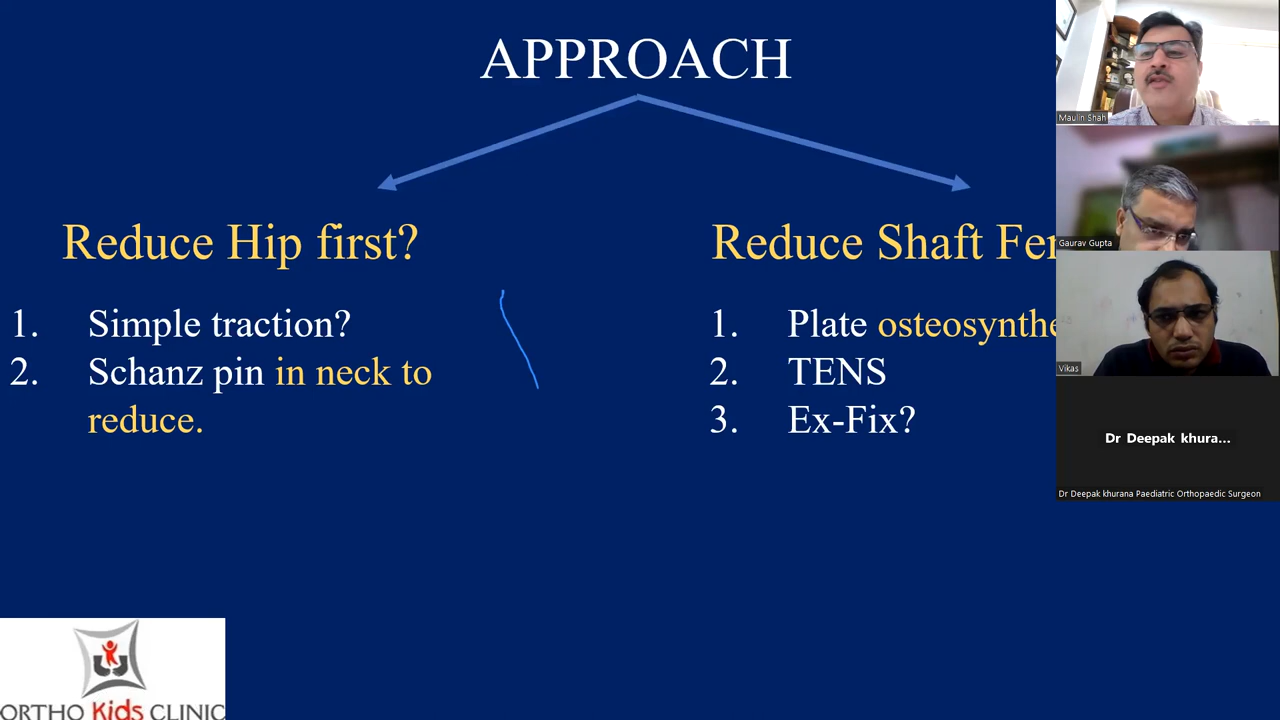 APPROACH
Reduce Hip first?
1. Simple traction?
2. Schanz pin in neck to
reduce.
Reduce Shaft
1. Plate
2. TENS
3. Ex-Fix?
Maulin Shah
Gaurav Gupta
Vikas
Dr Deepak khura...
Dr Deepak khurana Paediatric Orthopaedic Surgeon
ORTHO Kids CLINIC